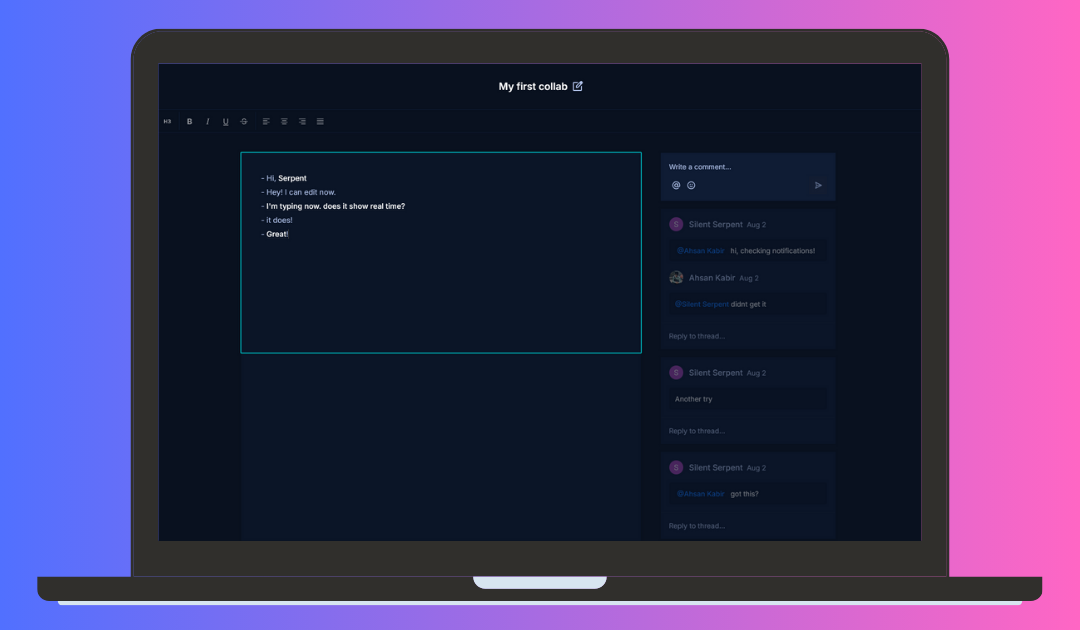 My first collab
H3 B I U S
- Hi, Serpent
- Hey! I can edit now.
- I'm typing now. does it show real time?
- it does!
- Great!
Write a comment...
@
S Silent Serpent Aug 2
@Ahsan Kabir hi, checking notifications!
Ahsan Kabir Aug 2
@Silent Serpent didnt get it
Reply to thread...
S Silent Serpent Aug 2
Another try
Reply to thread...
S Silent Serpent Aug 2
@Ahsan Kabir got this?
Reply to thread...